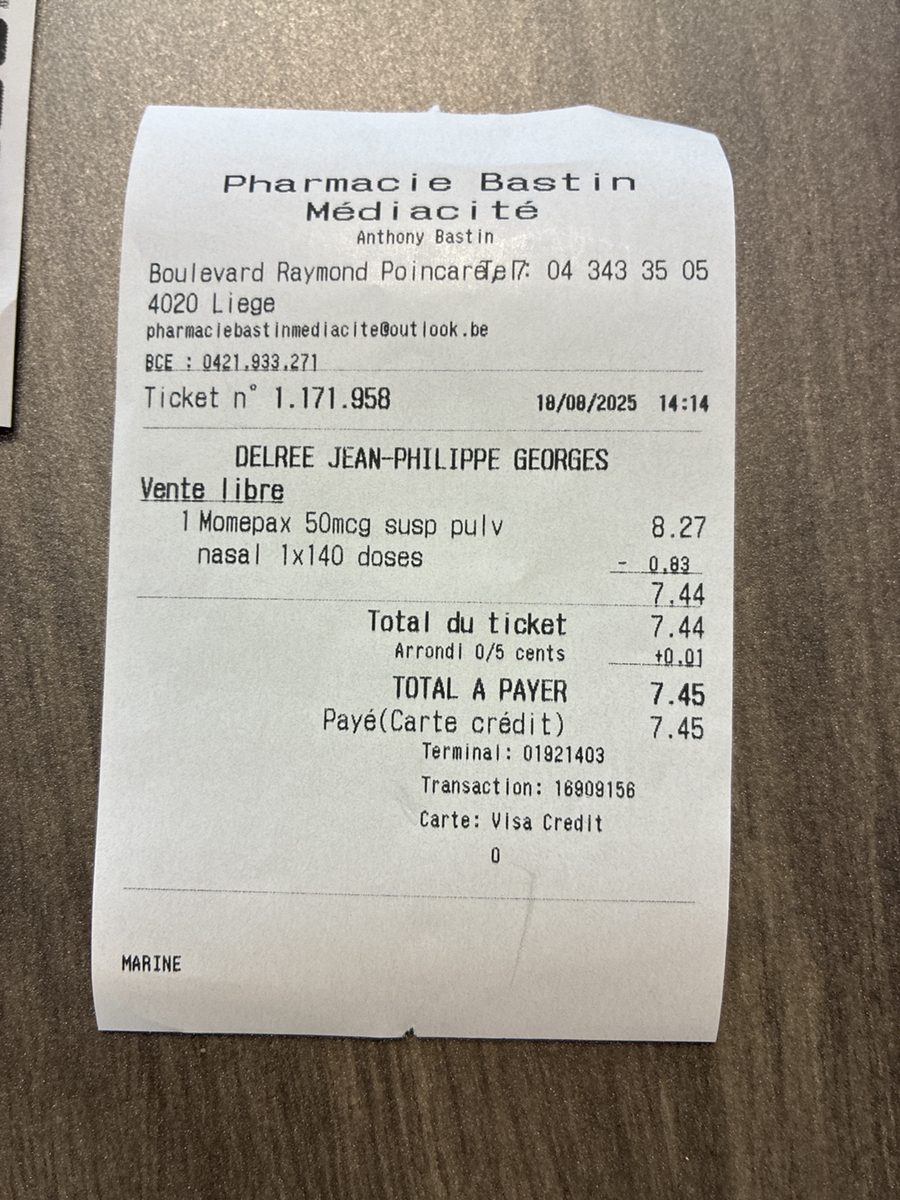 Pharmacie Bastin
Médiacité
Anthony Bastin
Boulevard Raymond Poincaré, 7 Tel : 04 343 35 05
4020 Liege
pharmaciebastinmediacite@outlook.be
BCE : 0421.933.271
Ticket n° 1.171.958 18/08/2025 14:14
DELREE JEAN-PHILIPPE GEORGES
Vente libre
1 Momepax 50mcg susp pulv 8.27
nasal 1x140 doses - 0.83
7.44
Total du ticket 7.44
Arrondi 0/5 cents +0.01
TOTAL A PAYER 7.45
Payé(Carte crédit) 7.45
Terminal: 01921403
Transaction: 16909156
Carte: Visa Credit
0
MARINE